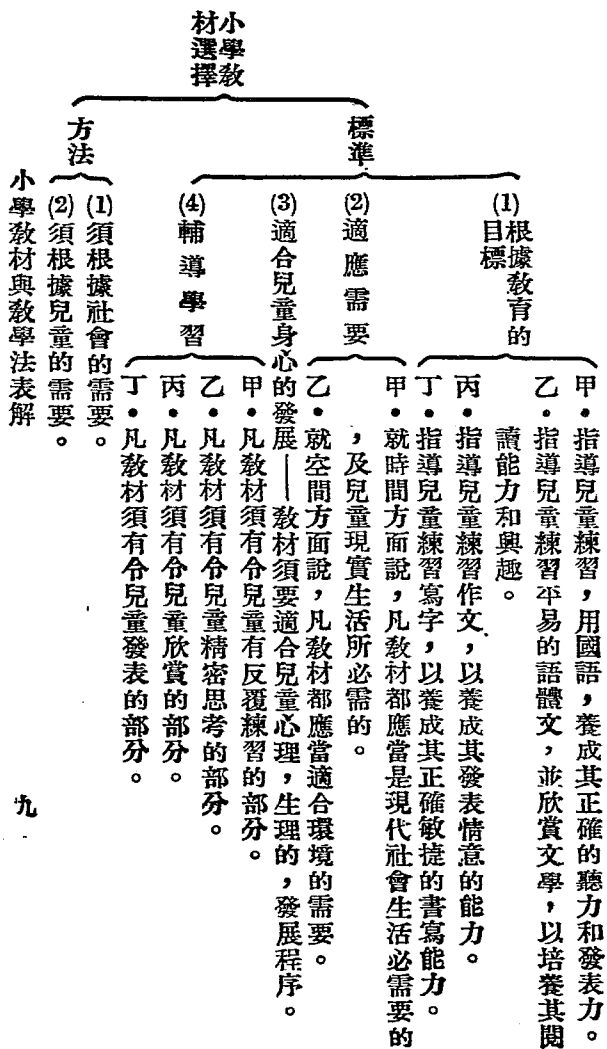 小學敎
材選擇
標準
(1)根據敎育的
目標
甲．指導兒童練習，用國語，養成其正確的聽力和發表力。
乙．指導兒童練習平易的語體文，並欣賞文學，以培養其閱
讀能力和興趣。
丙．指導兒童練習作文，以養成其發表情意的能力。
丁．指導兒童練習寫字，以養成其正確敏捷的書寫能力。
(2)適應需要
甲．就時間方面說，凡敎材都應當是現代社會生活必需要的
，及兒童現實生活所必需的。
乙．就空間方面說，凡敎材都應當適合環境的需要。
(3)適合兒童身心的發展——敎材須要適合兒童心理，生理的，發展程序。
(4)輔導學習
甲．凡敎材須有令兒童有反覆練習的部分。
乙．凡敎材須有令兒童精密思考的部分。
丙．凡敎材須有令兒童欣賞的部分。
丁．凡敎材須有令兒童發表的部分。
方法
(1)須根據社會的需要。
(2)須根據兒童的需要。
小學敎材與敎學法表解
九